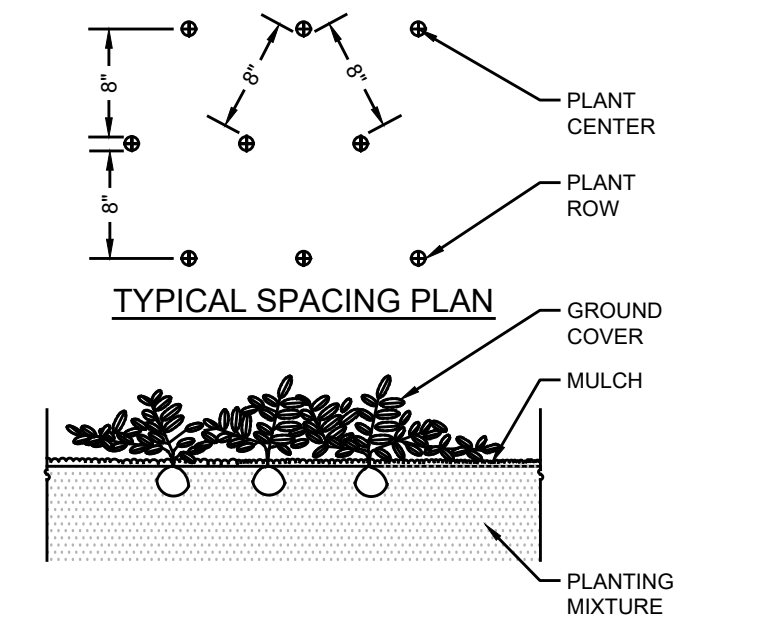 8"
8"
8"
8"
PLANT
CENTER
PLANT
ROW
TYPICAL SPACING PLAN
GROUND
COVER
MULCH
PLANTING
MIXTURE